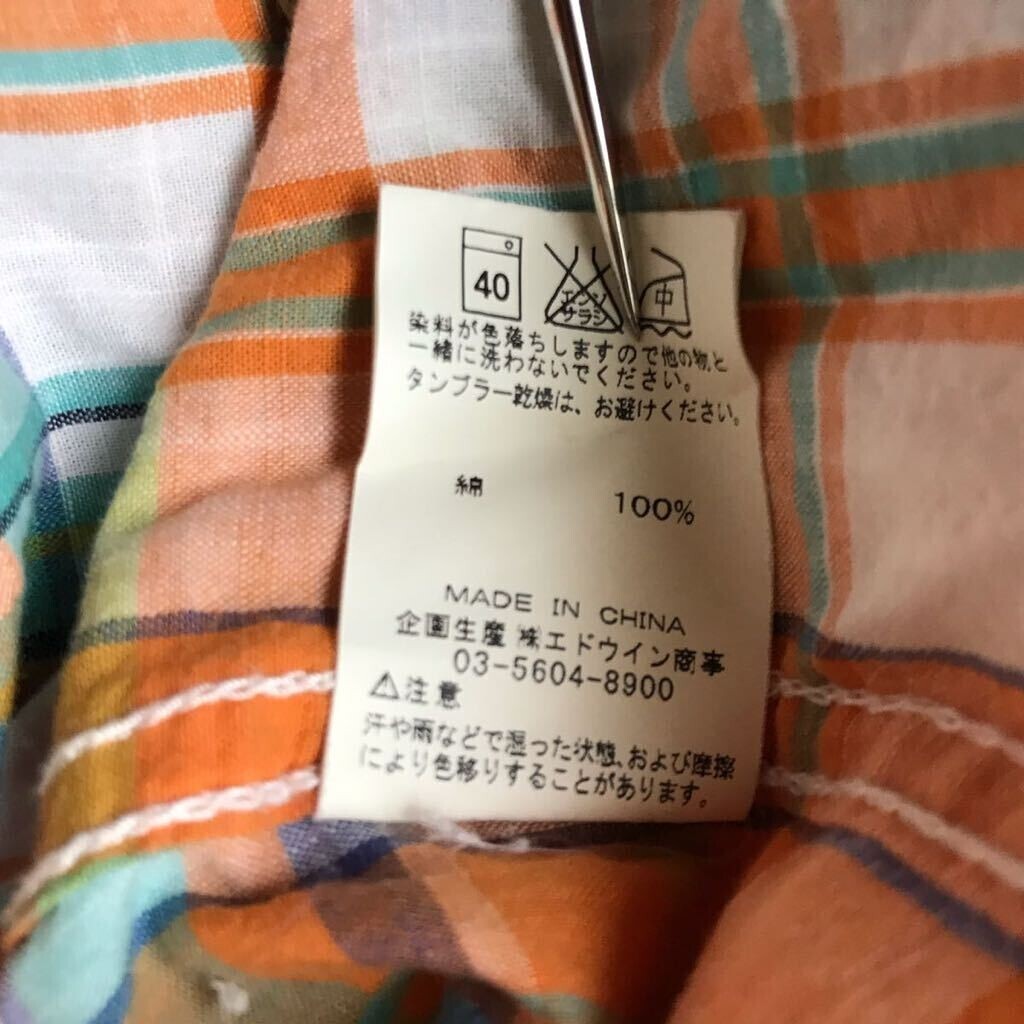 40
エンソ
サラシ
中
染料が色落ちしますので他の物と
一緒に洗わないでください。
タンブラー乾燥は、お避けください。
綿 100%
MADE IN CHINA
企画生産 ㈱エドウイン商事
03-5604-8900
⚠注意
汗や雨などで湿った状態、および摩擦
により色移りすることがあります。